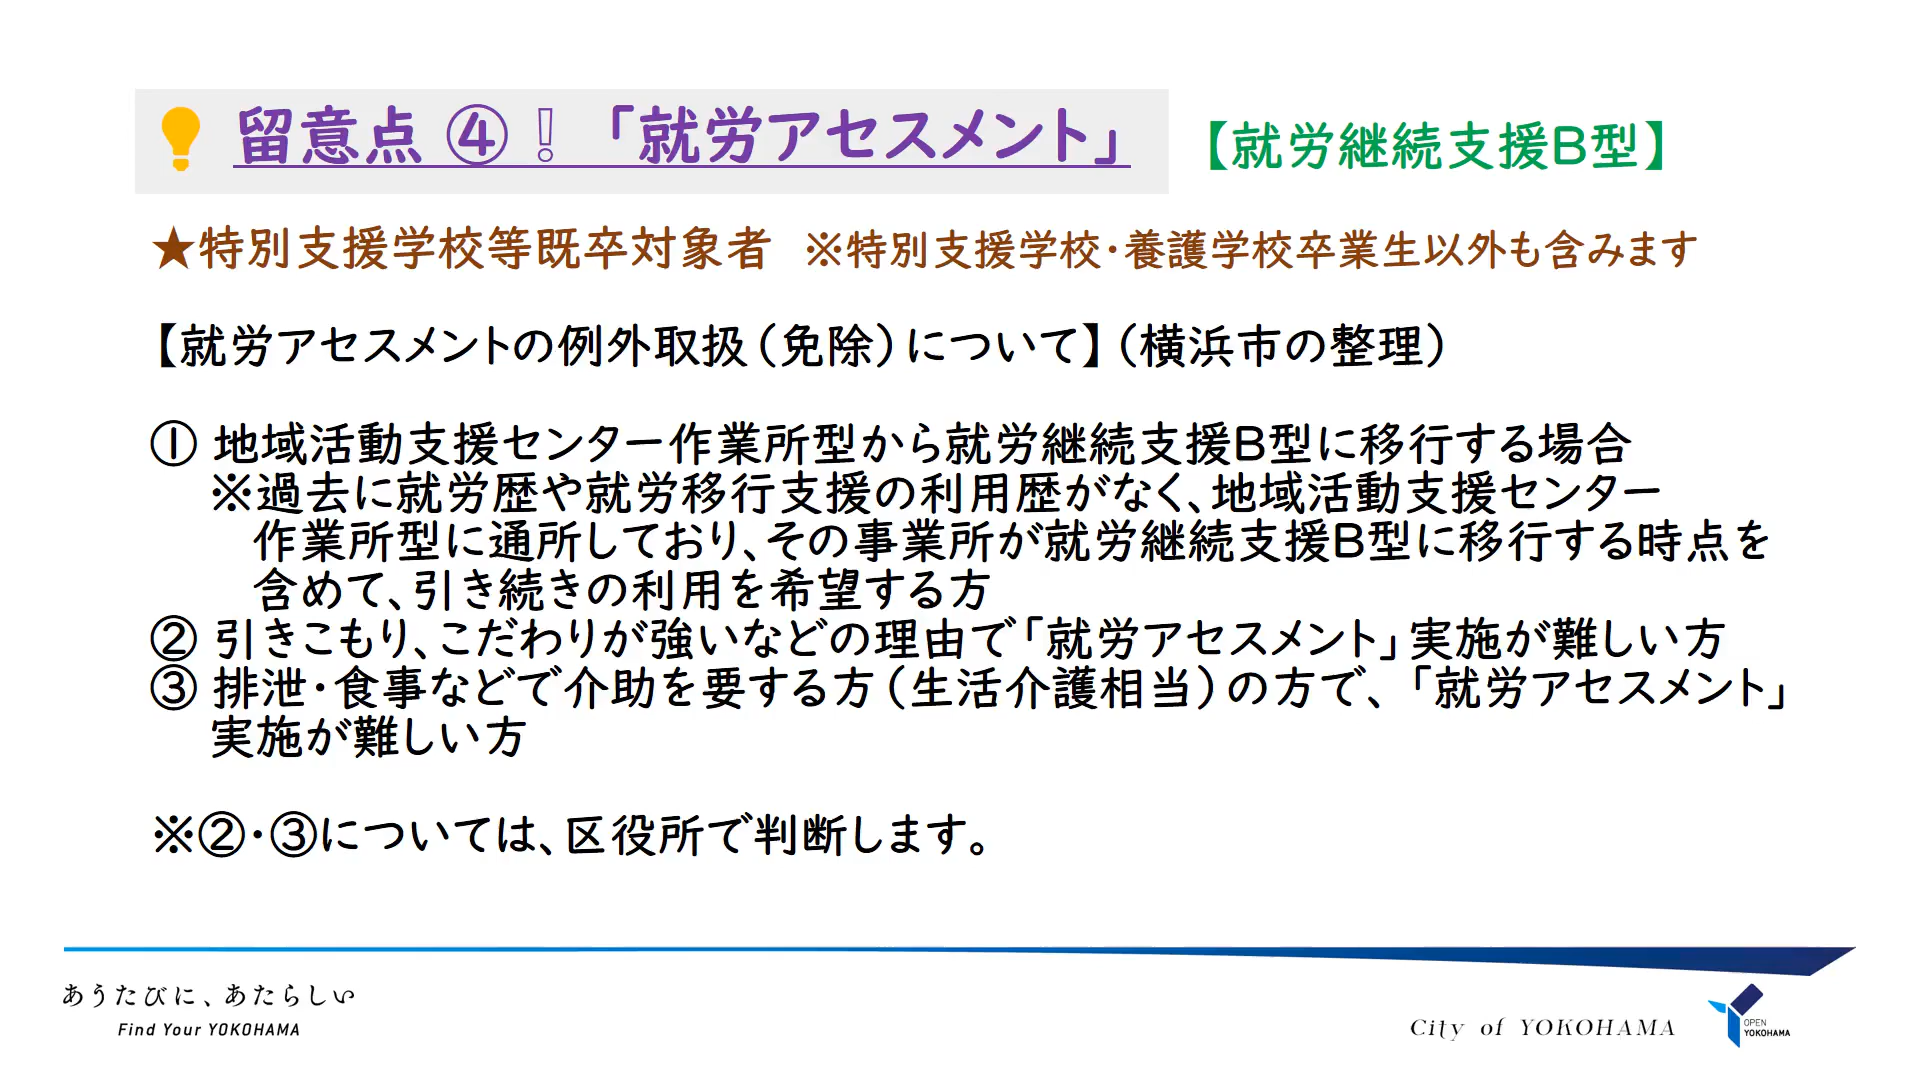 留意点 ④ ❕ 「就労アセスメント」 【就労継続支援B型】
★特別支援学校等既卒対象者 ※特別支援学校・養護学校卒業生以外も含みます
【就労アセスメントの例外取扱（免除）について】（横浜市の整理）
① 地域活動支援センター作業所型から就労継続支援B型に移行する場合
※過去に就労歴や就労移行支援の利用歴がなく、地域活動支援センター
作業所型に通所しており、その事業所が就労継続支援B型に移行する時点を
含めて、引き続きの利用を希望する方
② 引きこもり、こだわりが強いなどの理由で「就労アセスメント」実施が難しい方
③ 排泄・食事などで介助を要する方（生活介護相当）の方で、「就労アセスメント」
実施が難しい方
※②・③については、区役所で判断します。
あうたびに、あたらしい
Find Your YOKOHAMA
City of YOKOHAMA
OPEN
YOKOHAMA